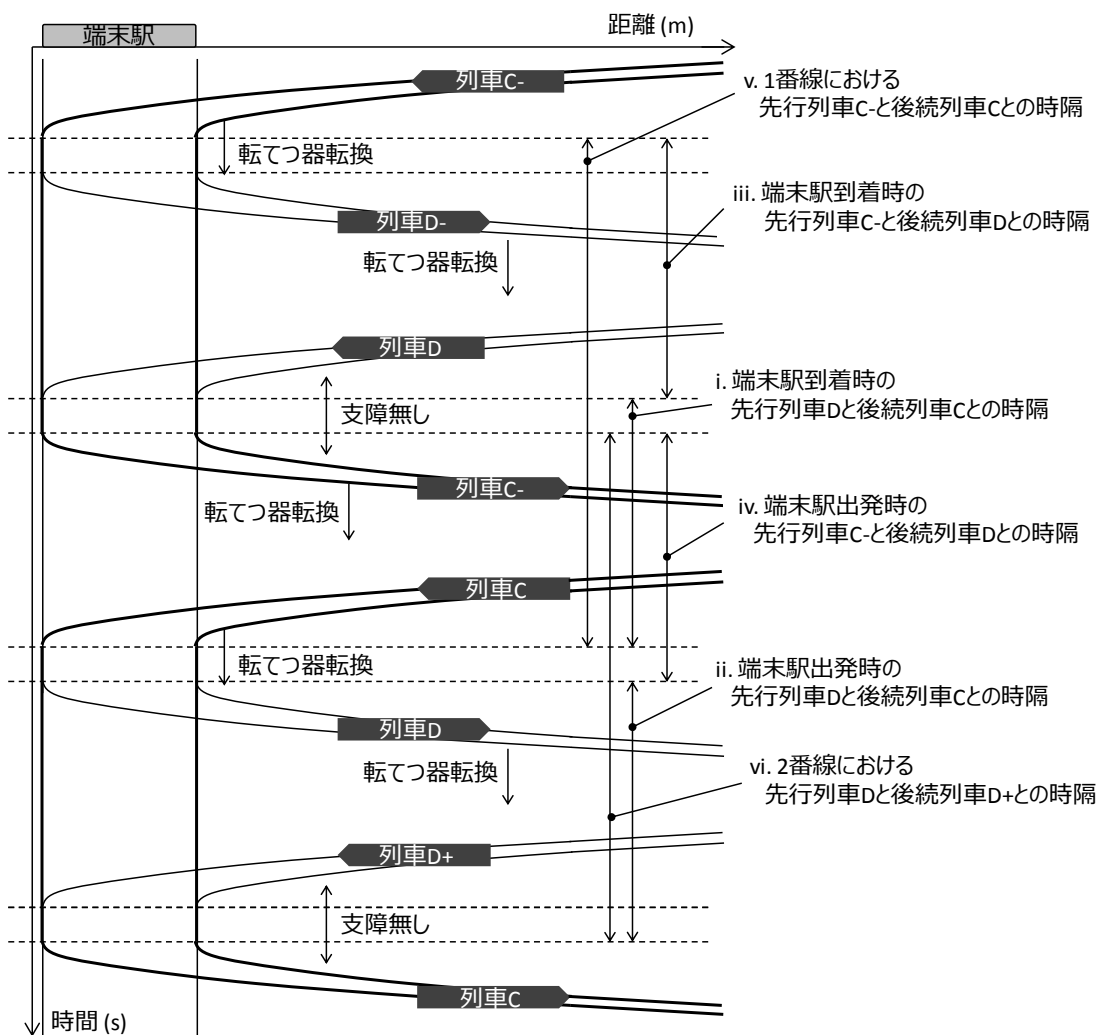 端末駅
距離 (m)
列車C-
v. 1番線における
先行列車C-と後続列車Cとの時隔
転てつ器転換
iii. 端末駅到着時の
先行列車C-と後続列車Dとの時隔
列車D-
転てつ器転換
列車D
i. 端末駅到着時の
先行列車Dと後続列車Cとの時隔
支障無し
列車C-
転てつ器転換
iv. 端末駅出発時の
先行列車C-と後続列車Dとの時隔
列車C
転てつ器転換
ii. 端末駅出発時の
先行列車Dと後続列車Cとの時隔
列車D
転てつ器転換
vi. 2番線における
先行列車Dと後続列車D+との時隔
列車D+
支障無し
列車C
時間 (s)